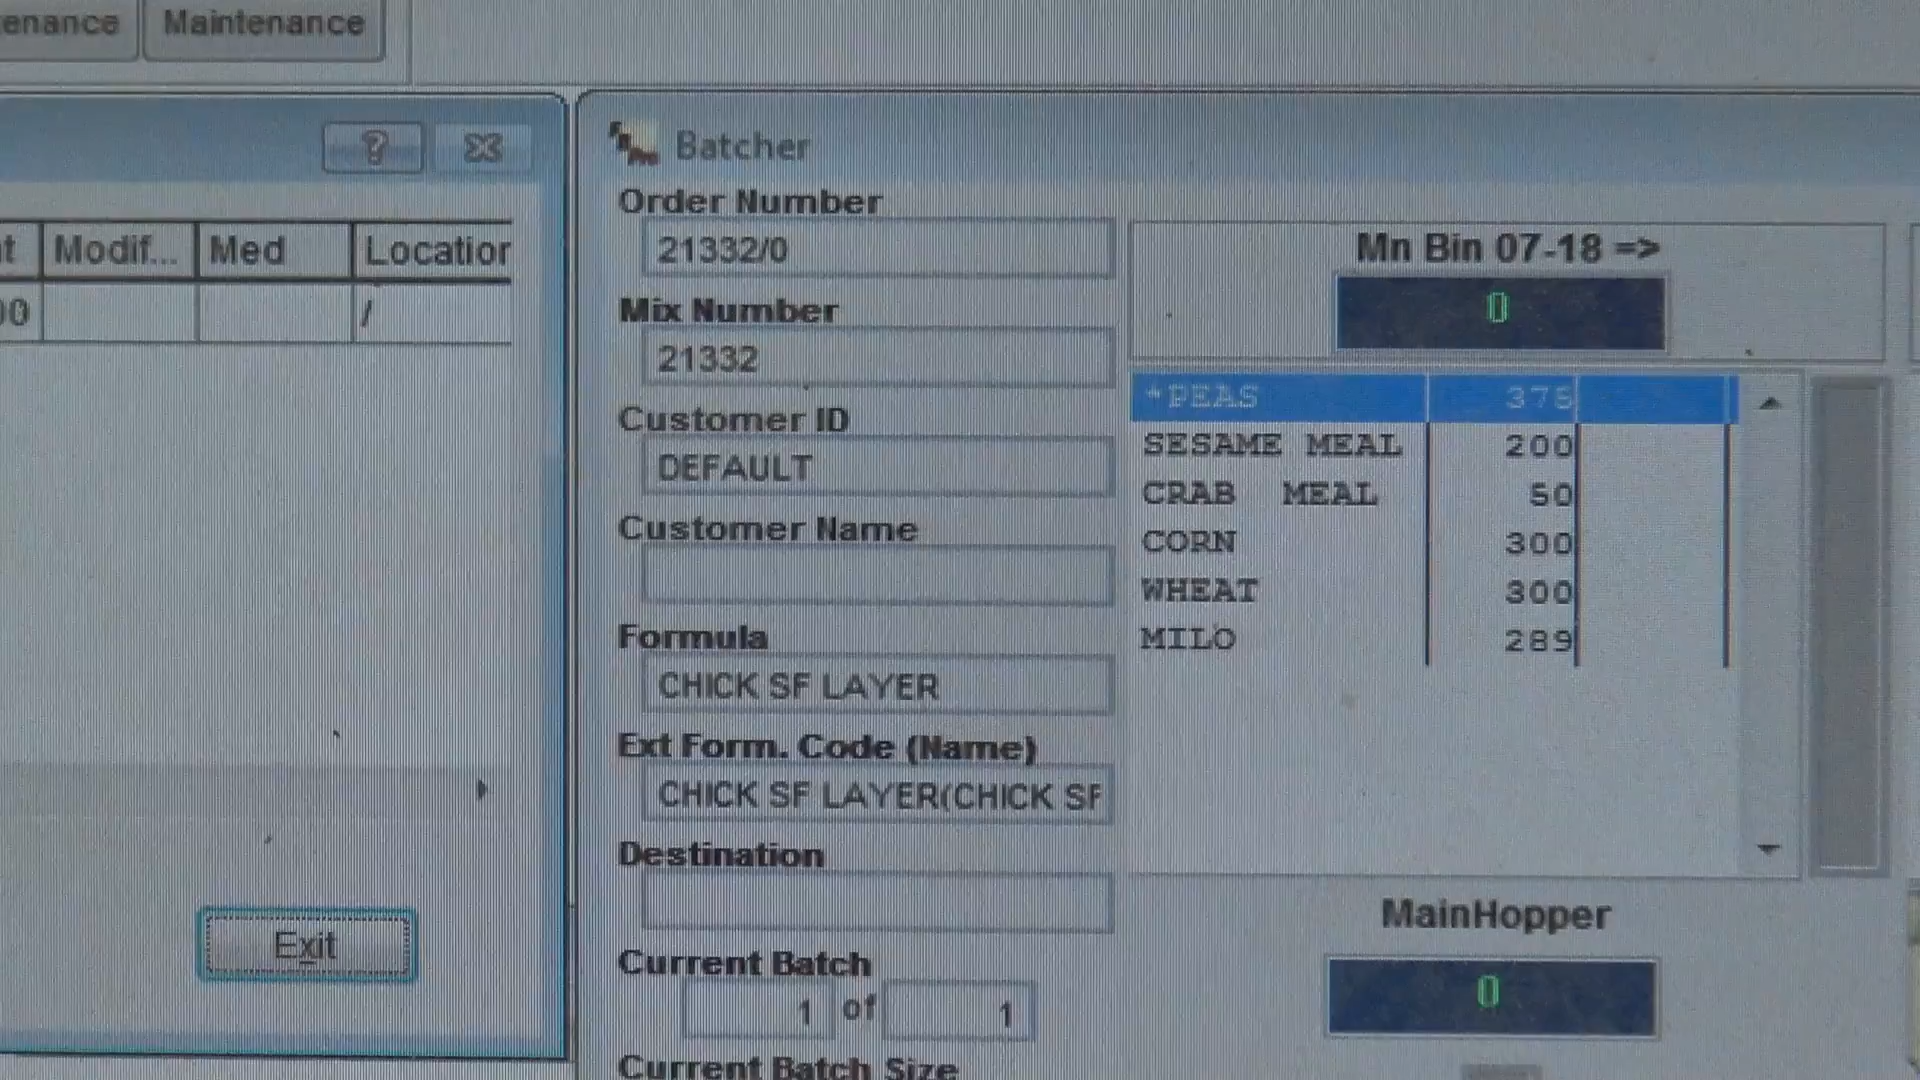 enance Maintenance
? Batcher
t Modif... Med Location
00 /
Order Number
21332/0
Mix Number
21332
Customer ID
DEFAULT
Customer Name
Formula
CHICK SF LAYER
Ext Form. Code (Name)
CHICK SF LAYER(CHICK SF
Destination
Current Batch
1 of 1
Current Batch Size
Exit
Mn Bin 07-18 =>
0
*PEAS 375
SESAME MEAL 200
CRAB MEAL 50
CORN 300
WHEAT 300
MILO 289
MainHopper
0